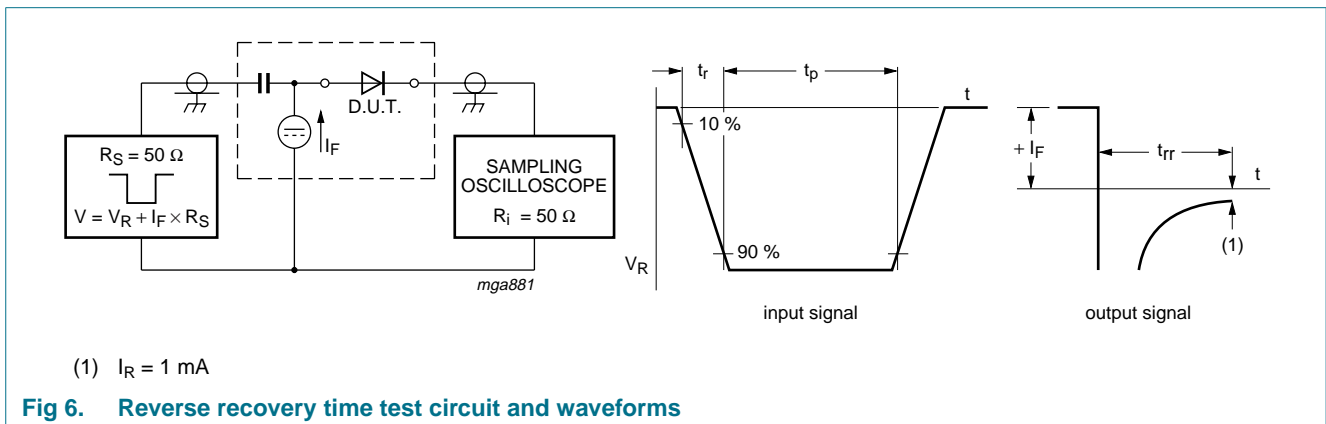 D.U.T.
I_F
R_S = 50 Ω
V = V_R + I_F × R_S
SAMPLING
OSCILLOSCOPE
R_i = 50 Ω
mga881
t_r
t_p
t
10 %
90 %
V_R
input signal
+ I_F
t_rr
t
(1)
output signal
(1) I_R = 1 mA
Fig 6. Reverse recovery time test circuit and waveforms